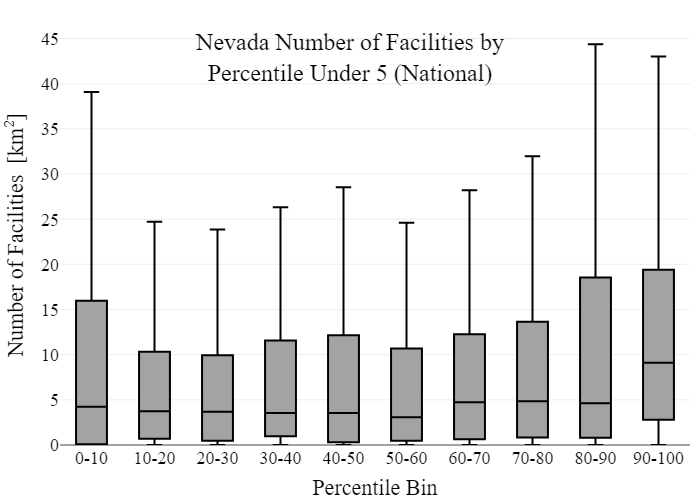 Nevada Number of Facilities by
Percentile Under 5 (National)
Number of Facilities [km²]
45
40
35
30
25
20
15
10
5
0
0-10 10-20 20-30 30-40 40-50 50-60 60-70 70-80 80-90 90-100
Percentile Bin